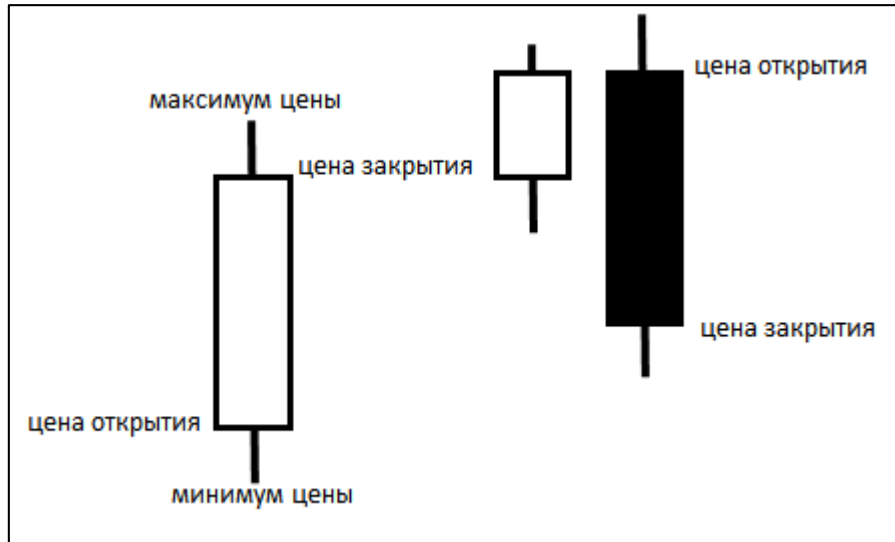 максимум цены
цена закрытия
цена открытия
минимум цены
цена открытия
цена закрытия